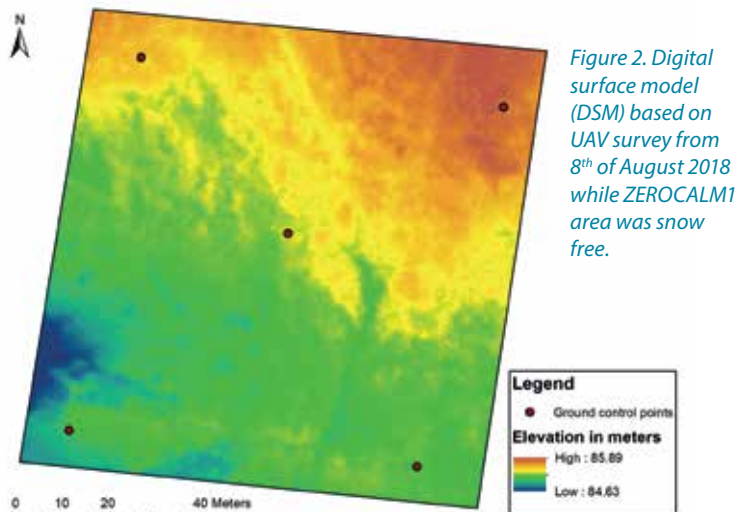 N
Figure 2. Digital
surface model
(DSM) based on
UAV survey from
8th of August 2018
while ZEROCALM1
area was snow
free.
Legend
Ground control points
Elevation in meters
High : 85.89
Low : 84.63
0 10 20 40 Meters